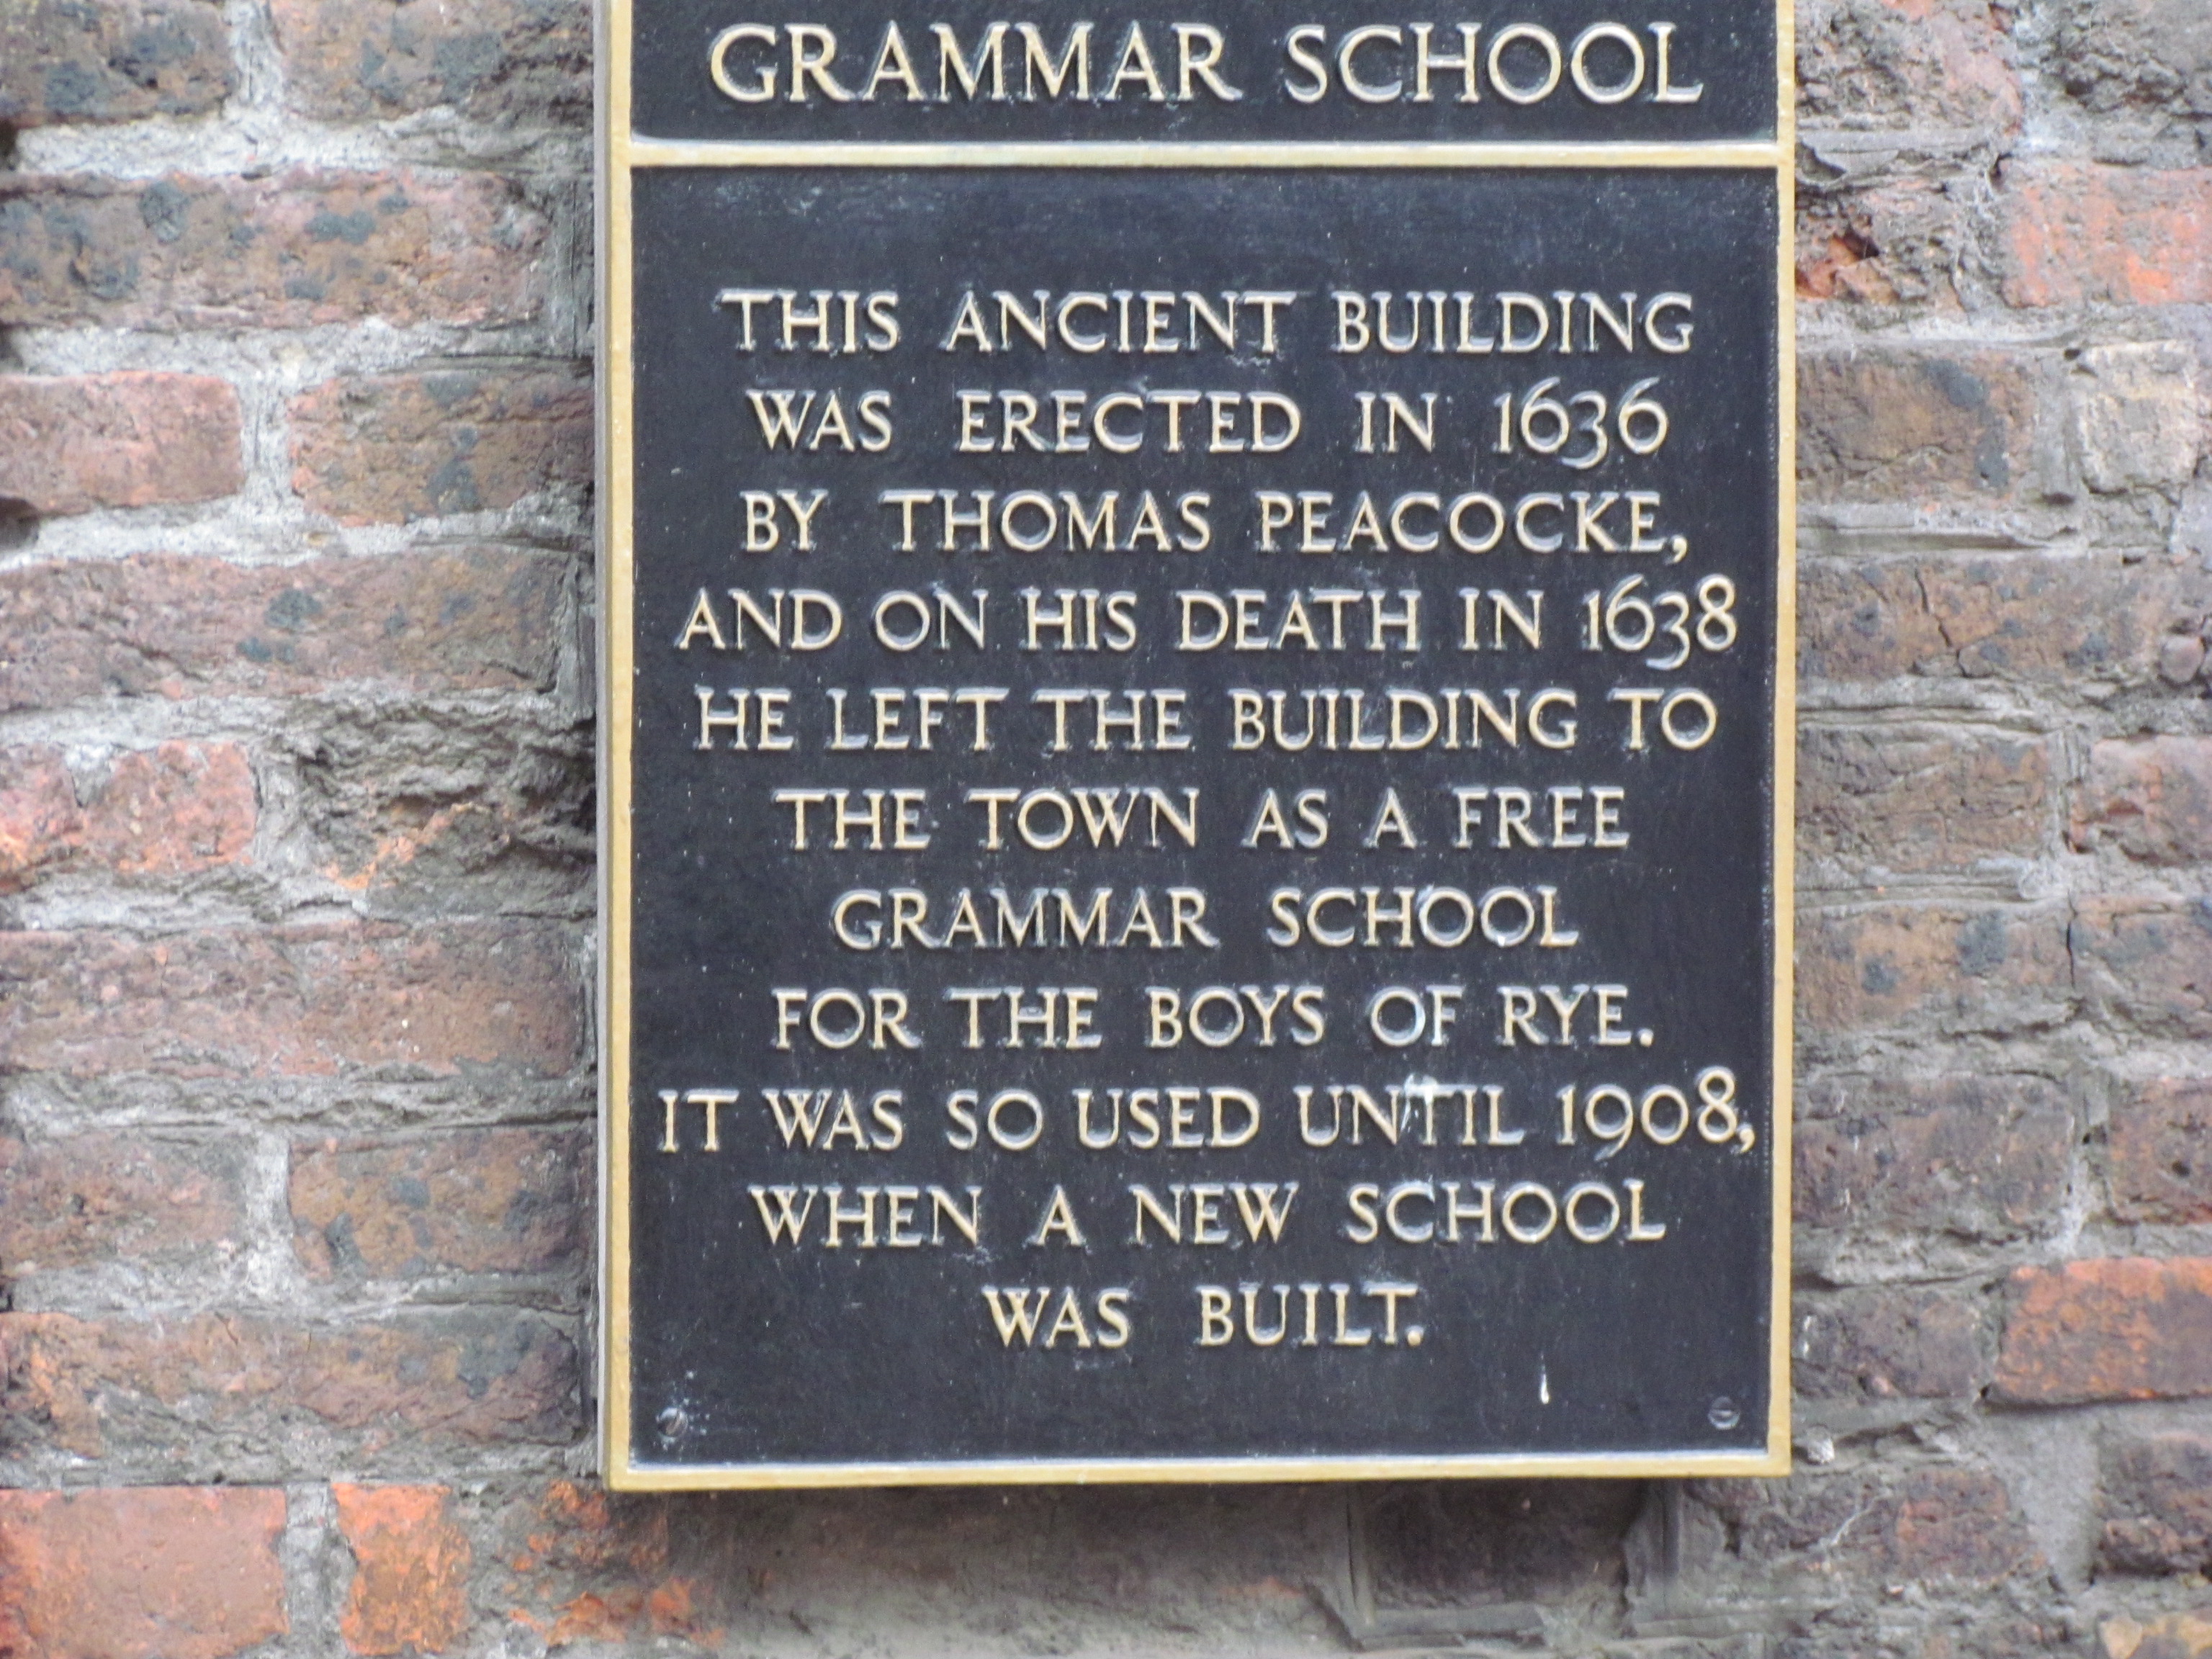 GRAMMAR SCHOOL
THIS ANCIENT BUILDING
WAS ERECTED IN 1636
BY THOMAS PEACOCKE,
AND ON HIS DEATH IN 1638
HE LEFT THE BUILDING TO
THE TOWN AS A FREE
GRAMMAR SCHOOL
FOR THE BOYS OF RYE.
IT WAS SO USED UNTIL 1908,
WHEN A NEW SCHOOL
WAS BUILT.